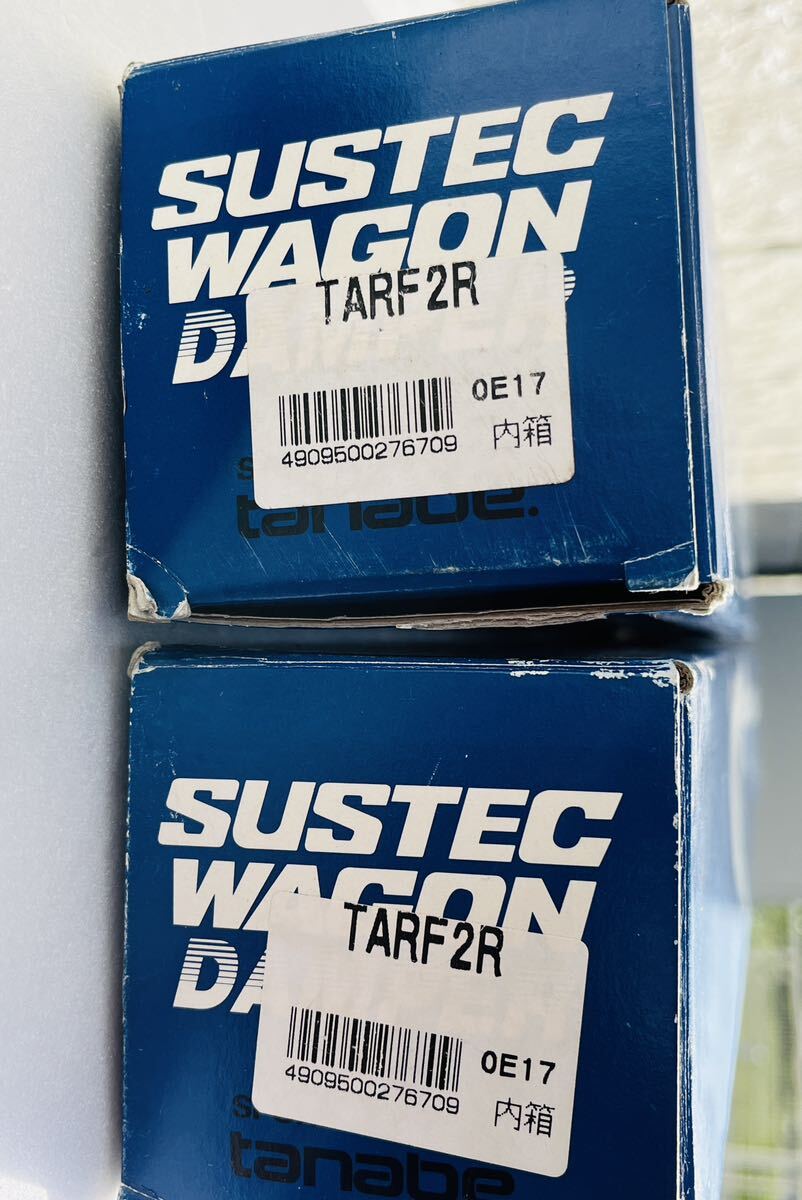 SUSTEC
WAGON
TARF2R
0E17
4909500276709
内箱
tanabe.
SUSTEC
WAGON
TARF2R
0E17
4909500276709
内箱
tanabe